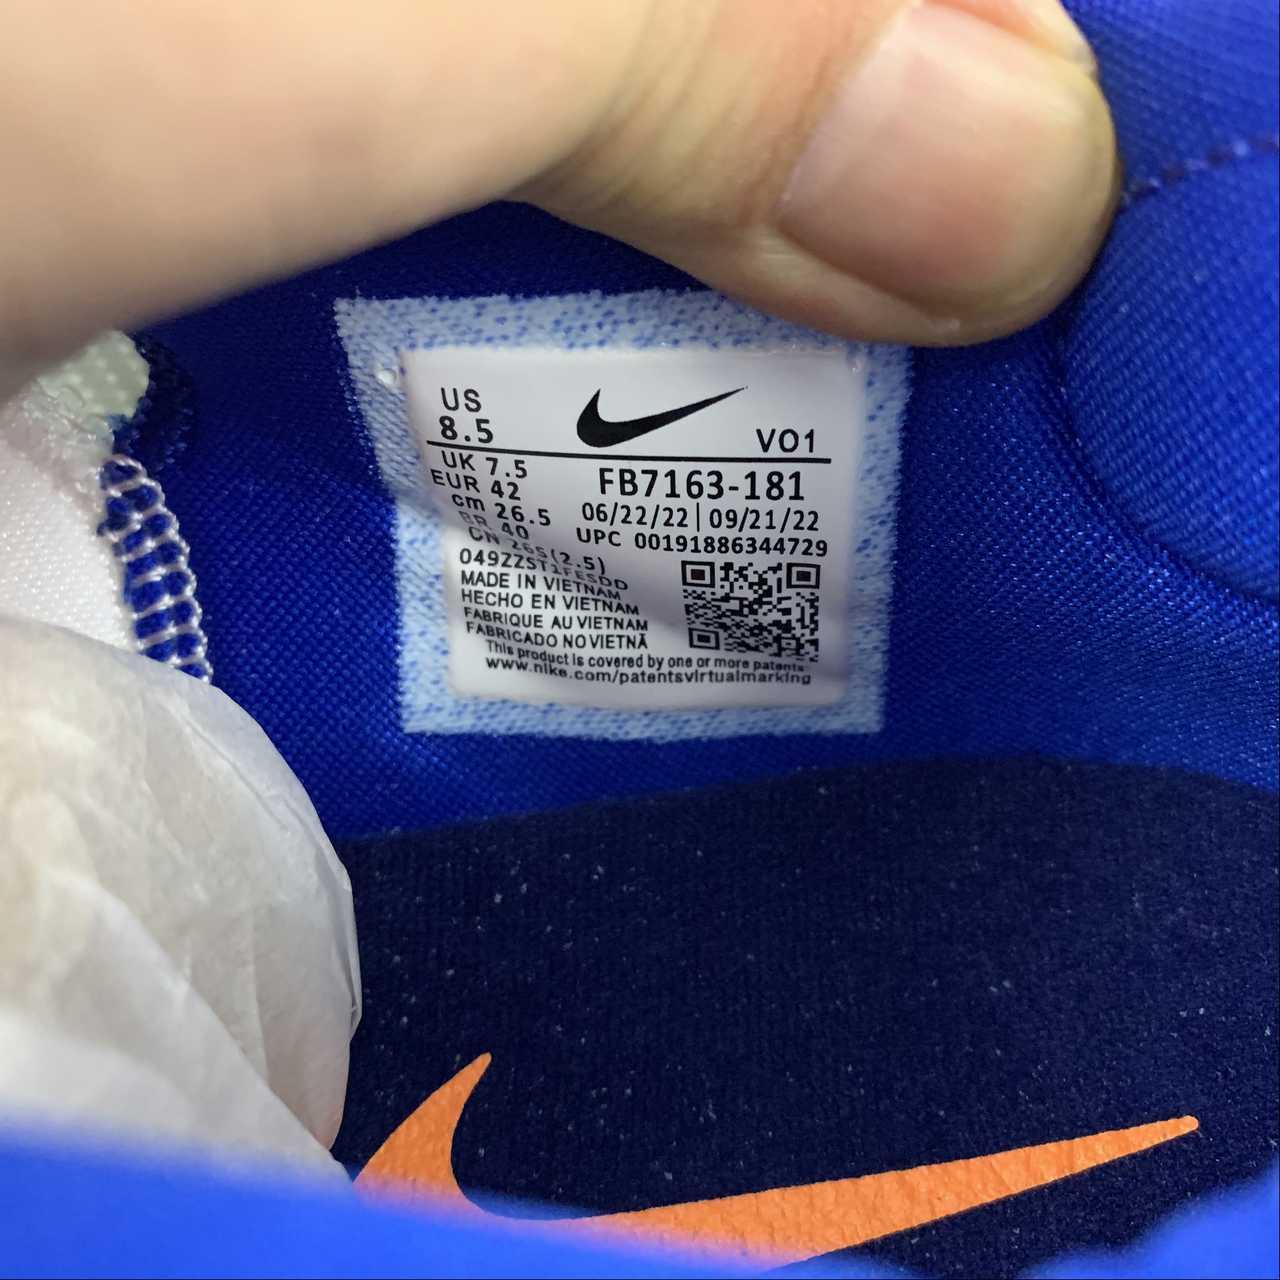 US
8.5
VO1
UK 7.5
EUR 42
cm 26.5
BR 40
CN 265(2.5)
FB7163-181
06/22/22 | 09/21/22
UPC 00191886344729
049ZZST1FESDD
MADE IN VIETNAM
HECHO EN VIETNAM
FABRIQUE AU VIETNAM
FABRICADO NO VIETNÃ
This product is covered by one or more patents
www.nike.com/patentsvirtualmarking